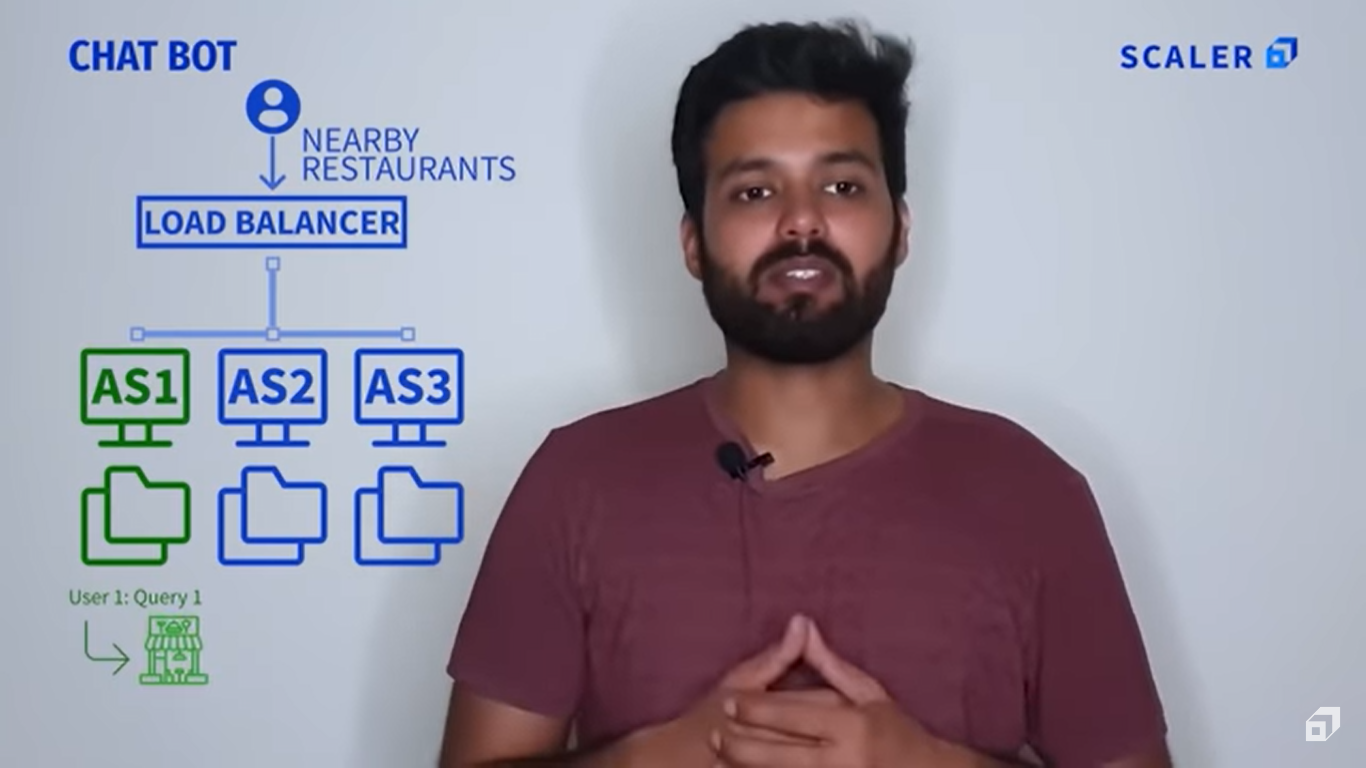 CHAT BOT
SCALER
NEARBY
RESTAURANTS
LOAD BALANCER
AS1 AS2 AS3
User 1: Query 1